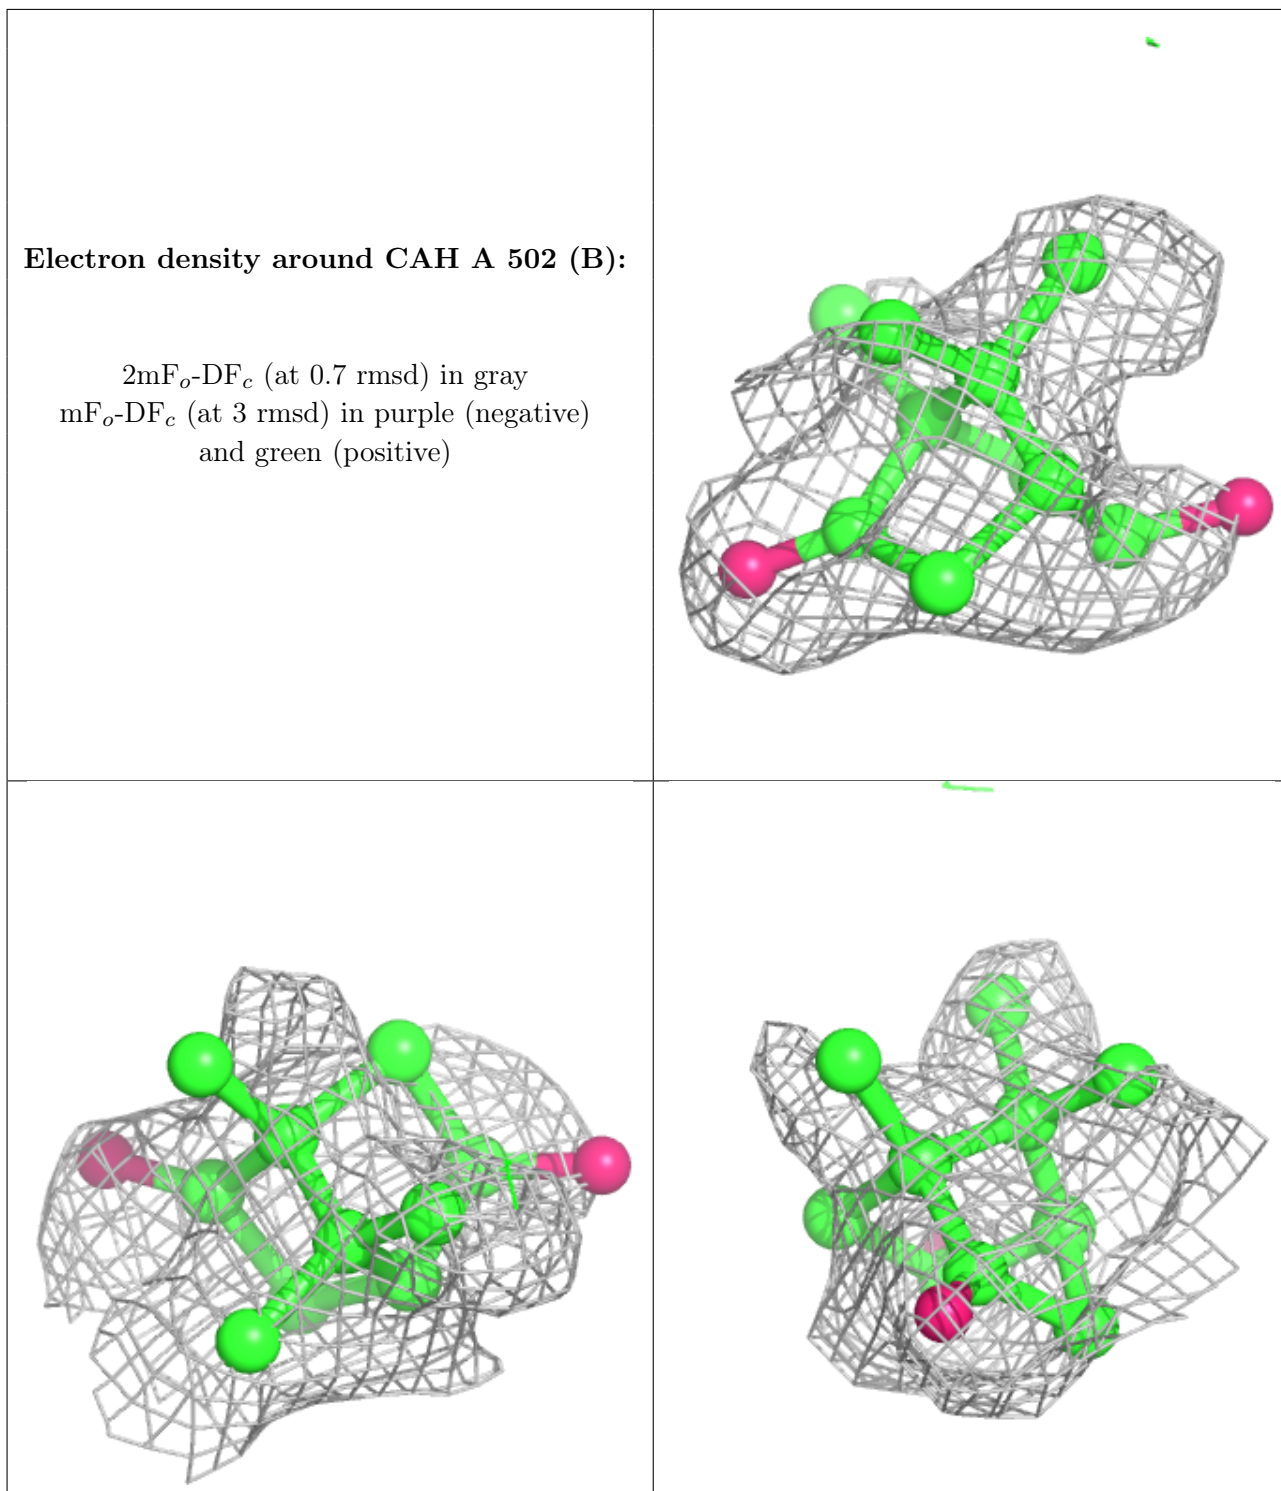 Electron density around CAH A 502 (B):
2mFo-DFc (at 0.7 rmsd) in gray
mFo-DFc (at 3 rmsd) in purple (negative)
and green (positive)